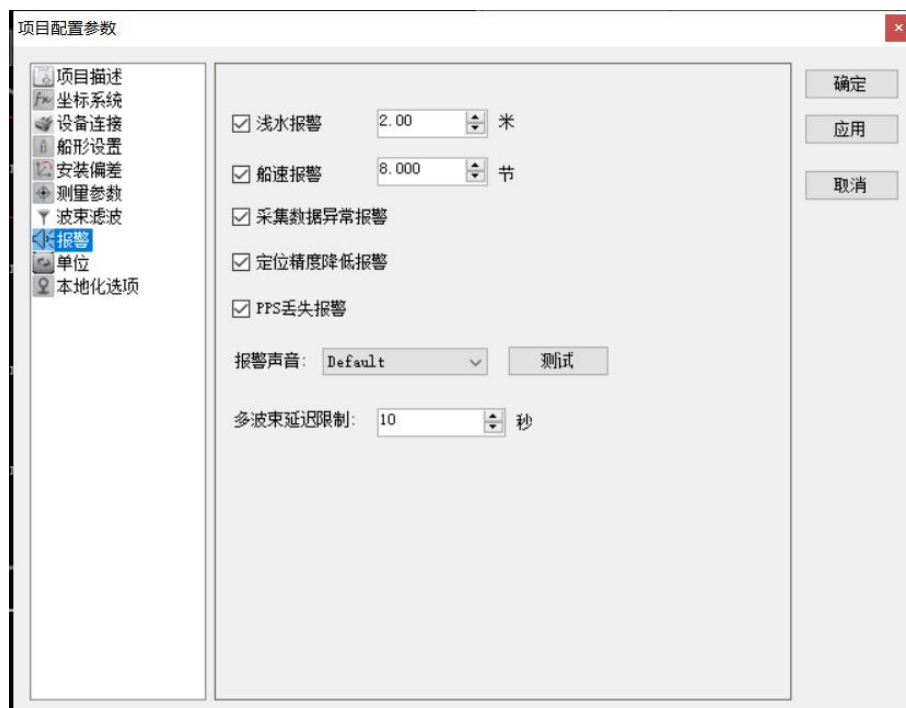 项目配置参数
项目描述
坐标系统
设备连接
船形设置
安装偏差
测量参数
波束滤波
报警
单位
本地化选项
浅水报警 2.00 米
船速报警 8.000 节
采集数据异常报警
定位精度降低报警
PPS丢失报警
报警声音: Default 测试
多波束延迟限制: 10 秒
确定
应用
取消